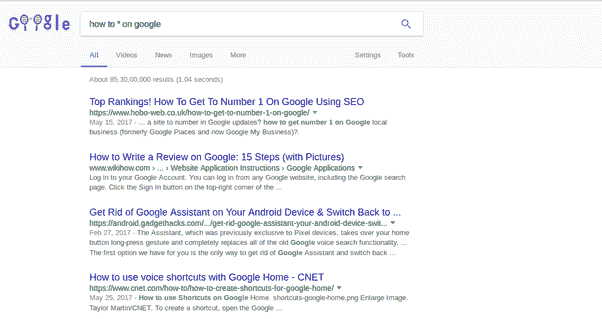 Google
how to * on google
All Videos News Images More Settings Tools
About 85,30,00,000 results (1.04 seconds)
Top Rankings! How To Get To Number 1 On Google Using SEO
https://www.hobo-web.co.uk/how-to-get-to-number-1-on-google/
May 15, 2017 - ... a site to number in Google updates? how to get number 1 on Google local
business (formerly Google Places and now Google My Business)?.
How to Write a Review on Google: 15 Steps (with Pictures)
www.wikihow.com › ... › Website Application Instructions › Google Applications
Log in to your Google Account. You can log in from any Google website, including the Google search
page. Click the Sign In button on the top-right corner of the ...
Get Rid of Google Assistant on Your Android Device & Switch Back to ...
https://android.gadgethacks.com/.../get-rid-google-assistant-your-android-device-swit...
Feb 27, 2017 - The Assistant, which was previously exclusive to Pixel devices, takes over your home
button long-press gesture and completely replaces all of the old Google voice search functionality. ...
The first option we have for you is the only way to get rid of Google Assistant and switch back ...
How to use voice shortcuts with Google Home - CNET
https://www.cnet.com/how-to/how-to-create-shortcuts-for-google-home/
May 25, 2017 - How to use Shortcuts on Google Home. shortcuts-google-home.png Enlarge Image.
Taylor Martin/CNET. To create a shortcut, open the Google ...